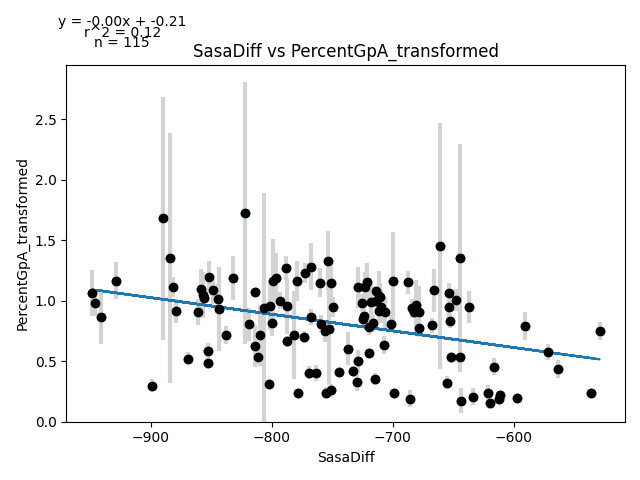 y = -0.00x + -0.21
r^2 = 0.12
n = 115
SasaDiff vs PercentGpA_transformed
PercentGpA_transformed
2.5
2.0
1.5
1.0
0.5
0.0
−900 −800 −700 −600
SasaDiff